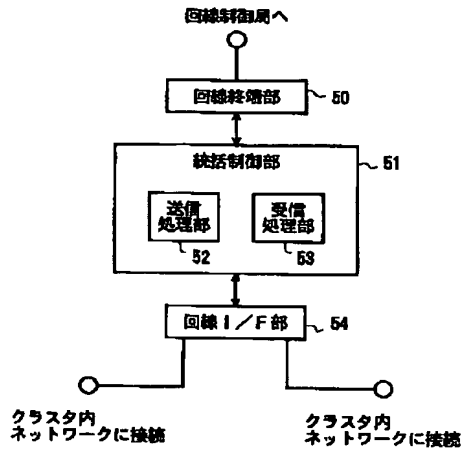 回線制御局へ
回線終端部
50
統括制御部
51
送信
処理部
52
受信
処理部
53
回線I/F部
54
クラスタ内
ネットワークに接続
クラスタ内
ネットワークに接続